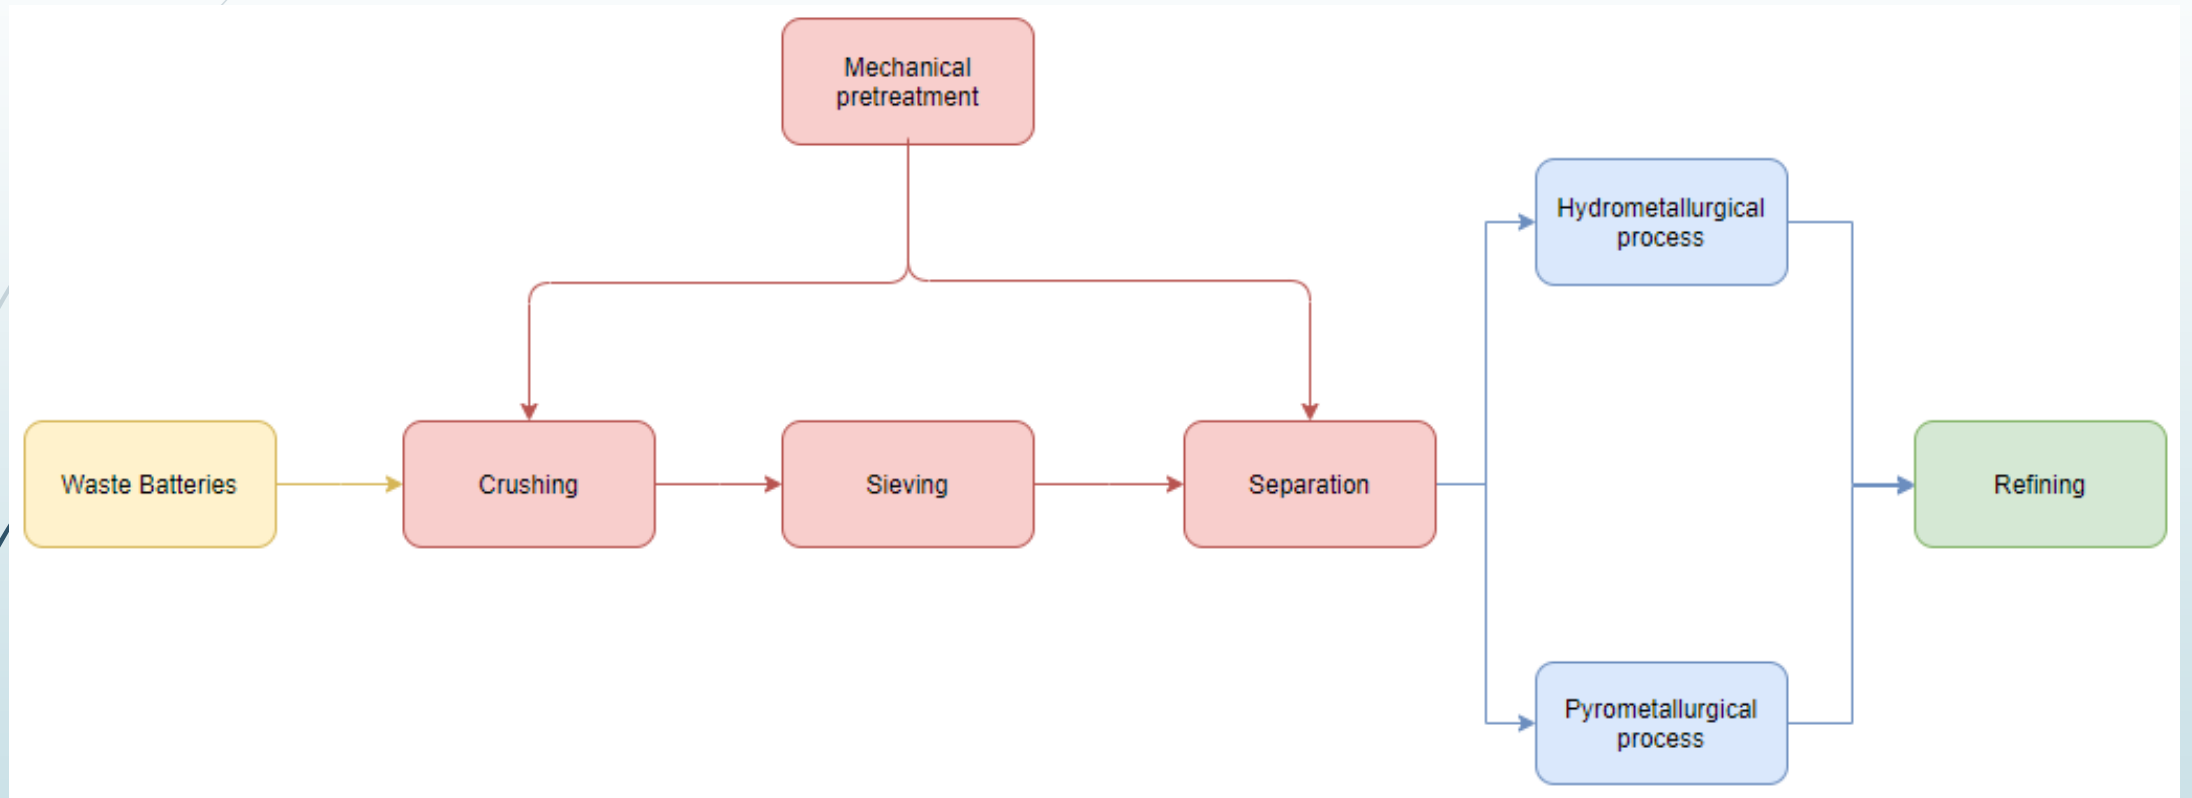 Mechanical
pretreatment
Hydrometallurgical
process
Waste Batteries
Crushing
Sieving
Separation
Refining
Pyrometallurgical
process